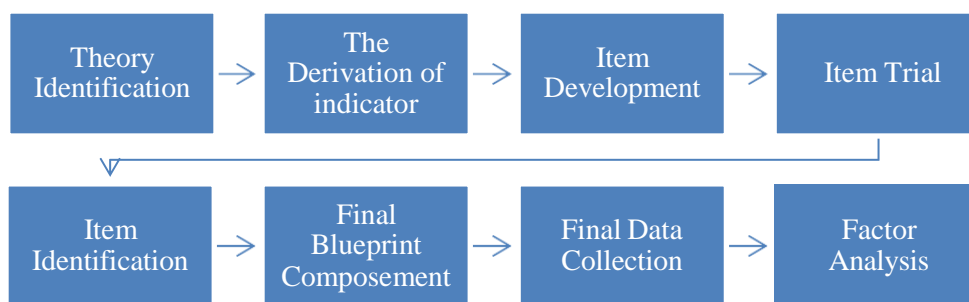 Theory
Identification
The
Derivation of
indicator
Item
Development
Item Trial
Item
Identification
Final
Blueprint
Composement
Final Data
Collection
Factor
Analysis